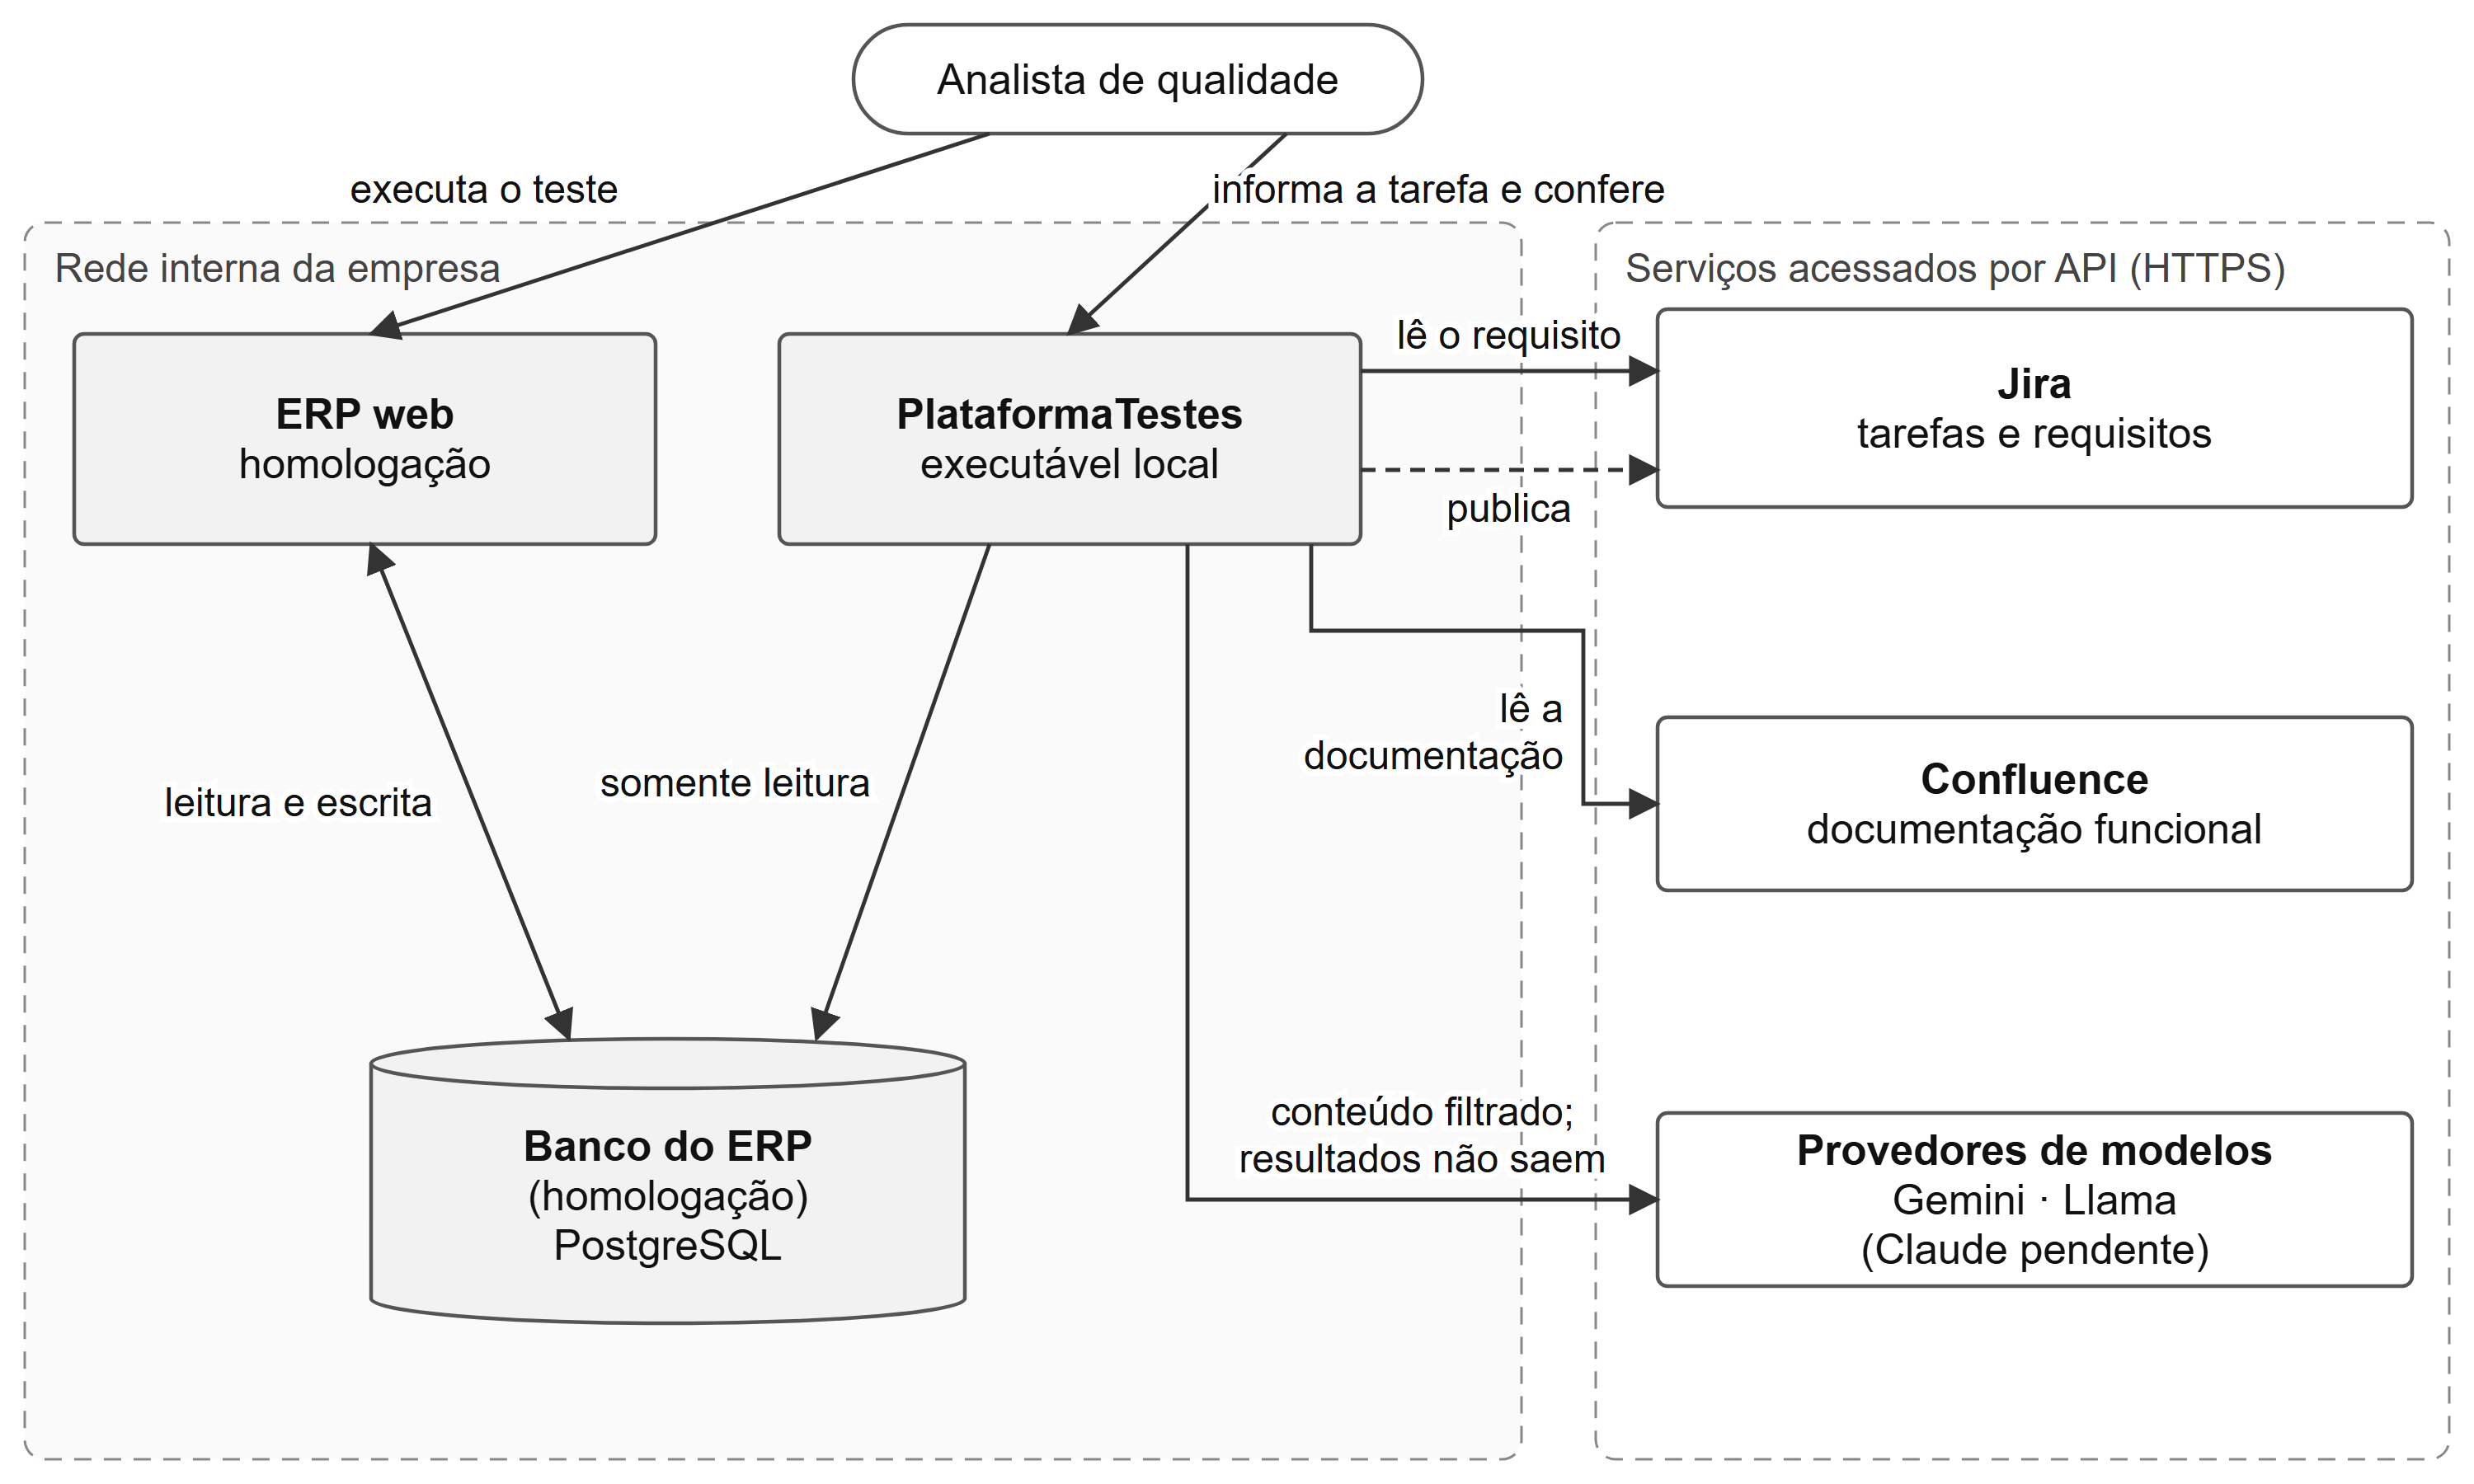 Analista de qualidade
executa o teste
informa a tarefa e confere
Rede interna da empresa
Serviços acessados por API (HTTPS)
ERP web
homologação
PlataformaTestes
executável local
lê o requisito
publica
Jira
tarefas e requisitos
lê a
documentação
Confluence
documentação funcional
leitura e escrita
somente leitura
conteúdo filtrado;
resultados não saem
Banco do ERP
(homologação)
PostgreSQL
Provedores de modelos
Gemini · Llama
(Claude pendente)